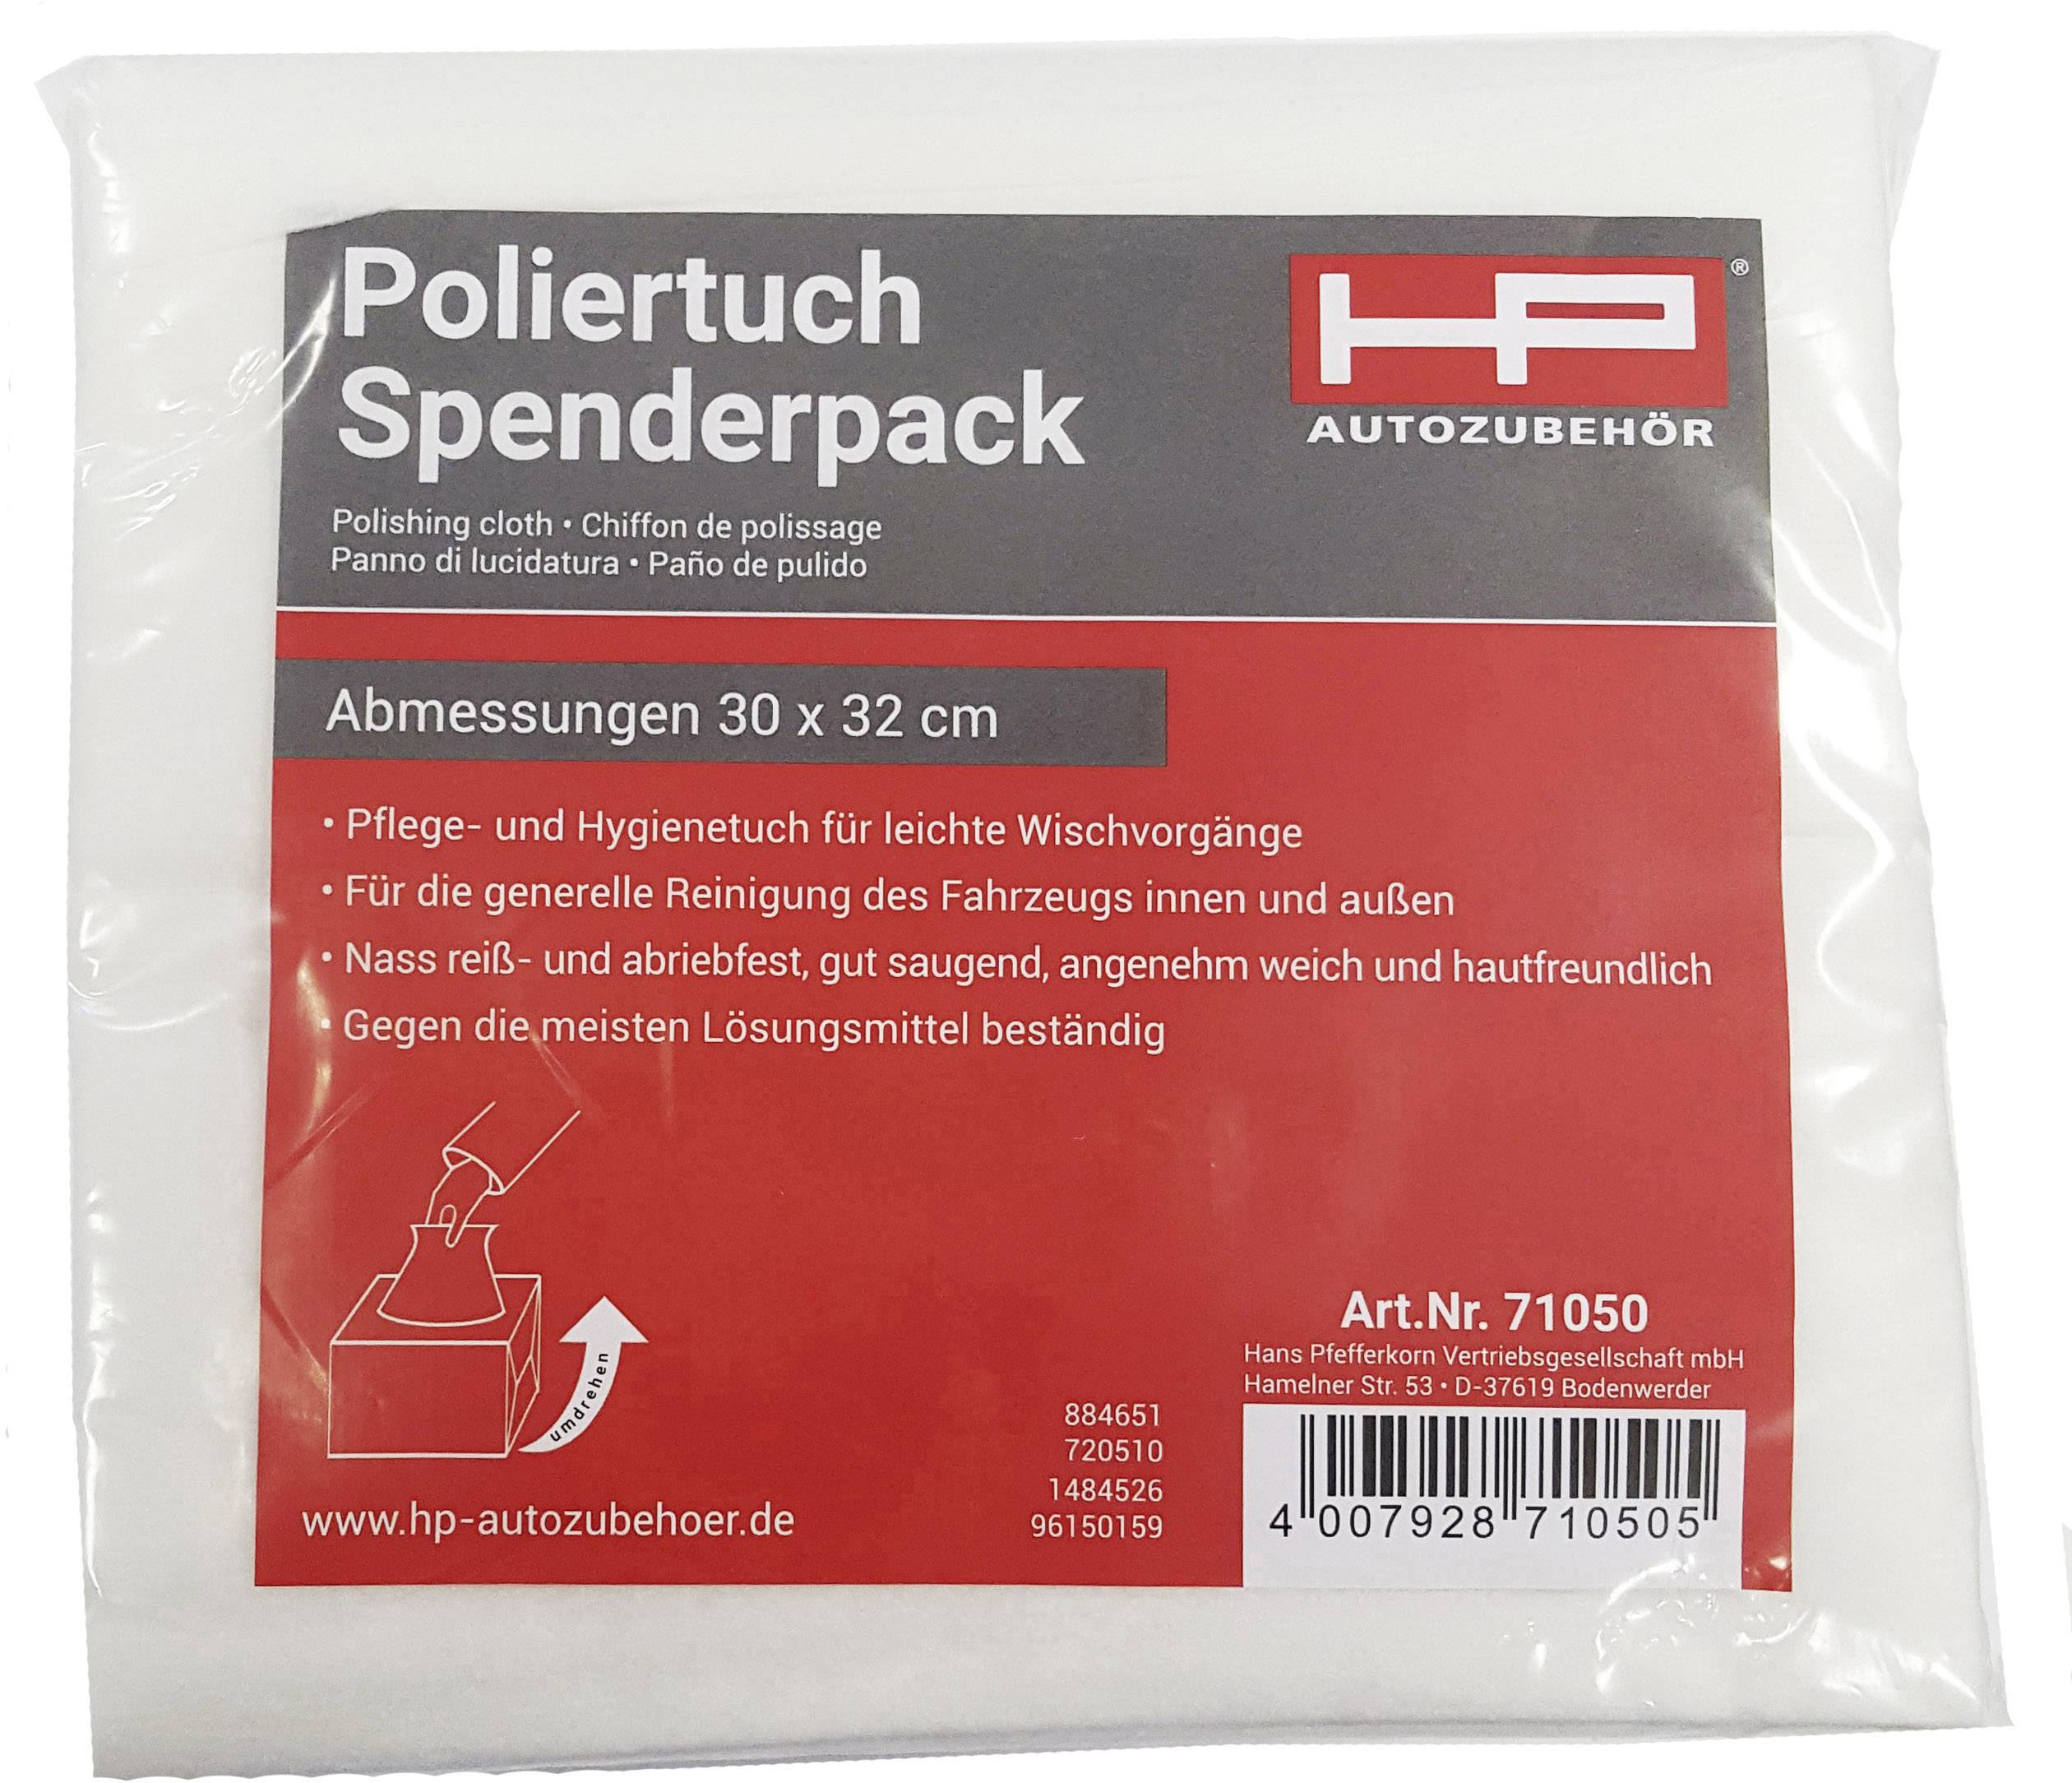 Poliertuch
Spenderpack
HP ®
AUTOZUBEHÖR
Polishing cloth • Chiffon de polissage
Panno di lucidatura • Paño de pulido
Abmessungen 30 x 32 cm
• Pflege- und Hygienetuch für leichte Wischvorgänge
• Für die generelle Reinigung des Fahrzeugs innen und außen
• Nass reiß- und abriebfest, gut saugend, angenehm weich und hautfreundlich
• Gegen die meisten Lösungsmittel beständig
umdrehen
www.hp-autozubehoer.de
884651
720510
1484526
96150159
Art.Nr. 71050
Hans Pfefferkorn Vertriebsgesellschaft mbH
Hamelner Str. 53 • D-37619 Bodenwerder
4 007928 710505